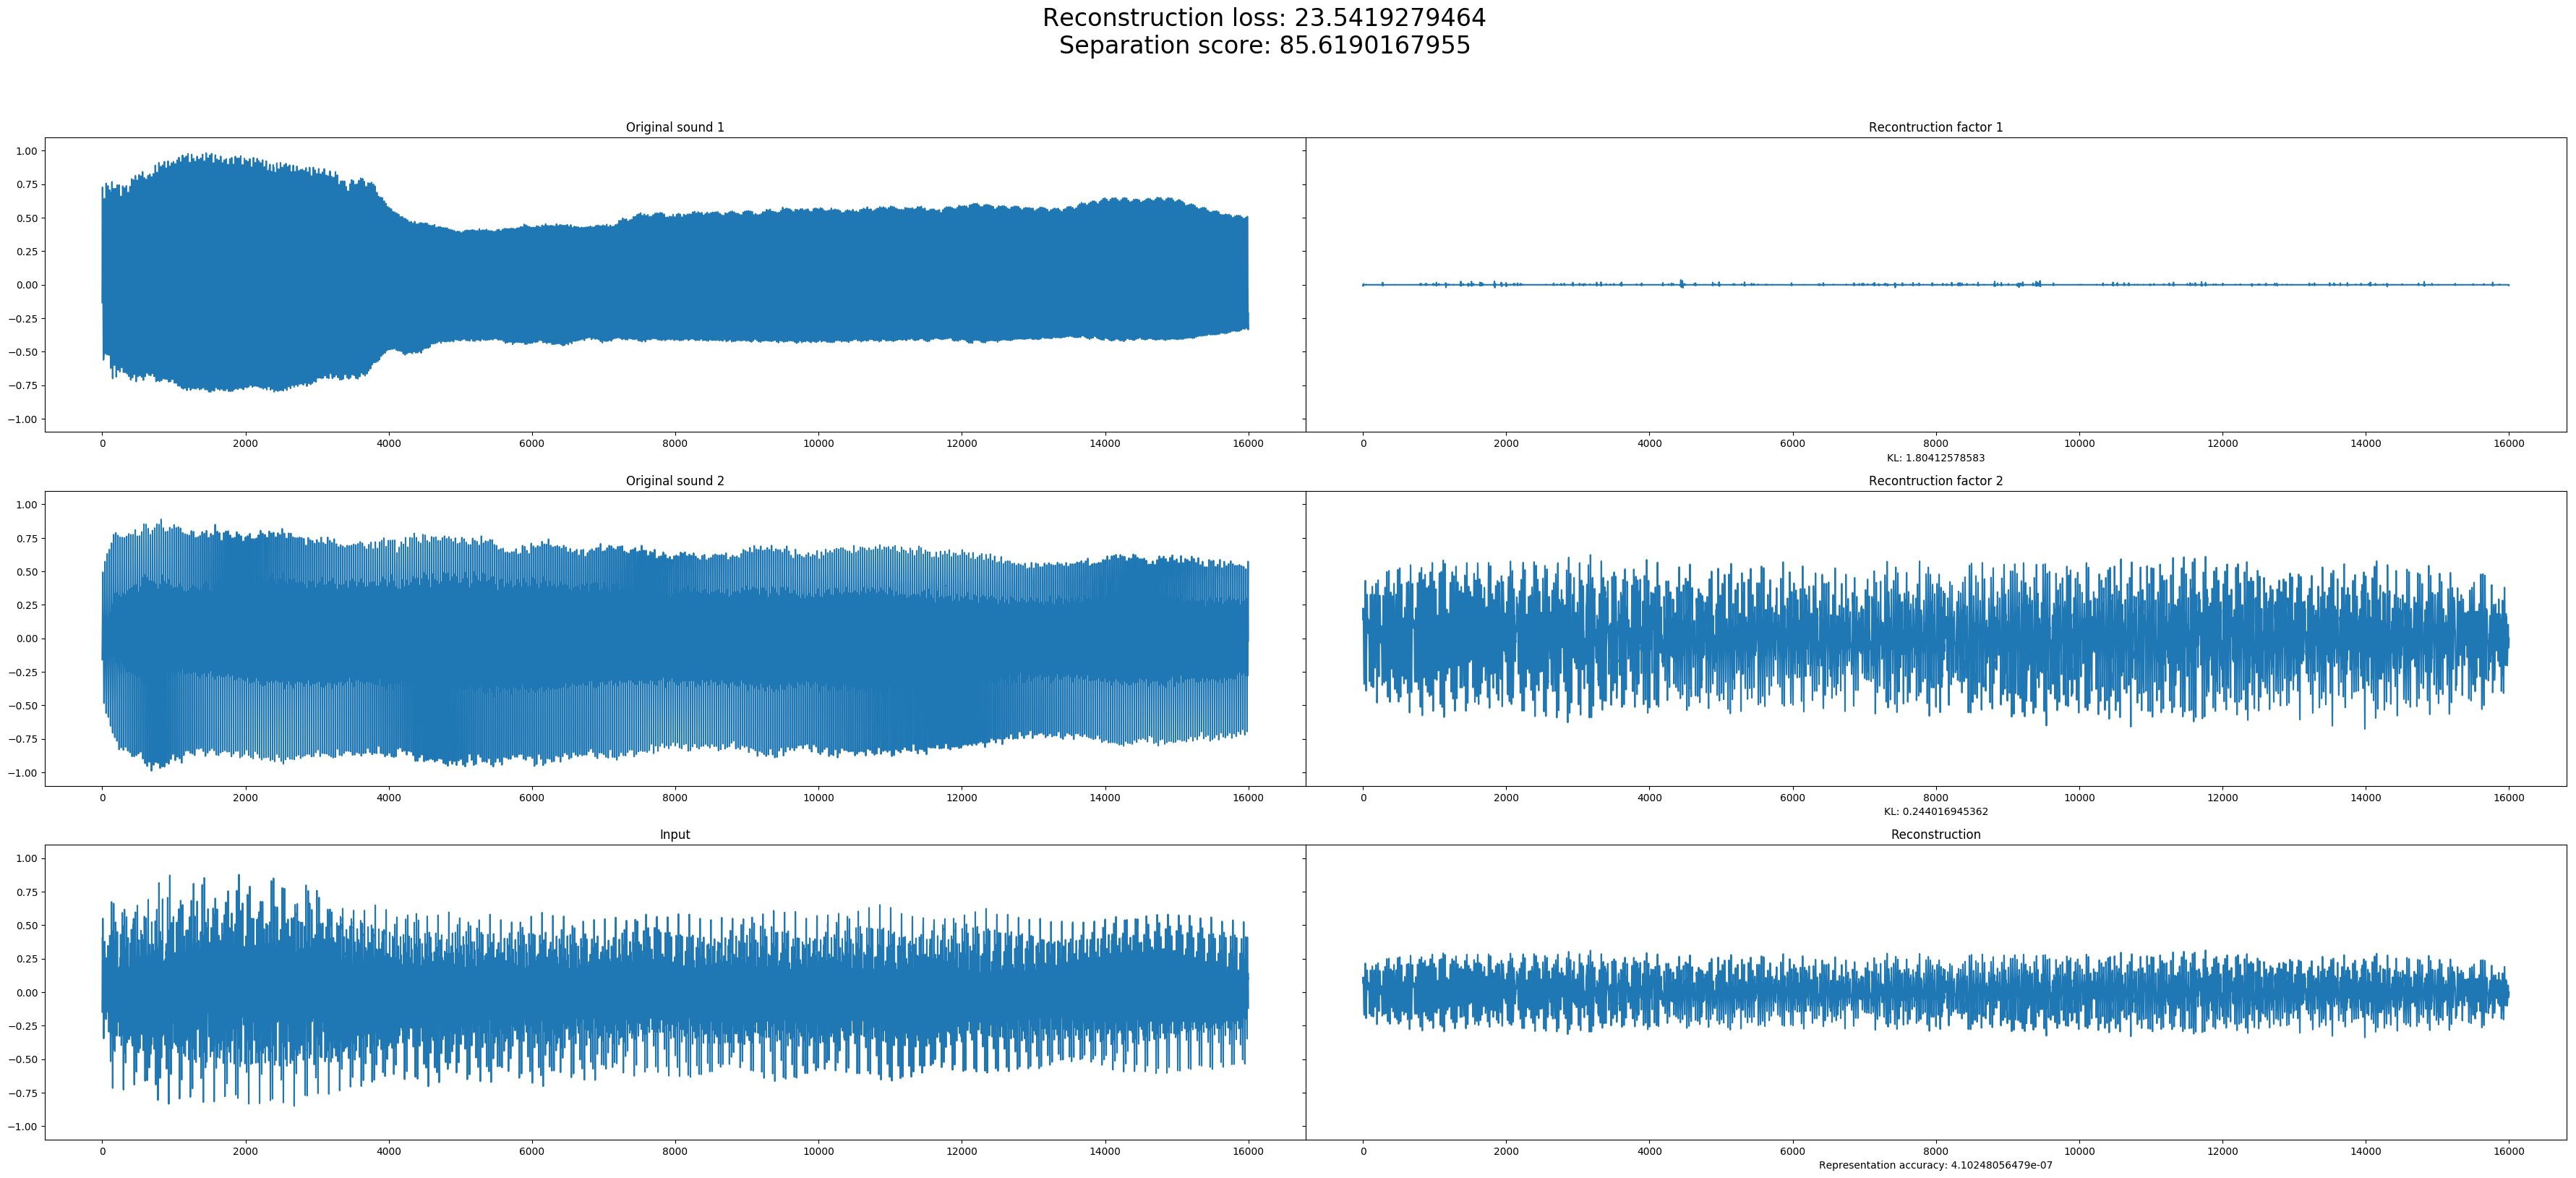 Reconstruction loss: 23.5419279464
Separation score: 85.6190167955
Original sound 1
1.00
0.75
0.50
0.25
0.00
−0.25
−0.50
−0.75
−1.00
0 2000 4000 6000 8000 10000 12000 14000 16000
Recontruction factor 1
0 2000 4000 6000 8000 10000 12000 14000 16000
KL: 1.80412578583
Original sound 2
1.00
0.75
0.50
0.25
0.00
−0.25
−0.50
−0.75
−1.00
0 2000 4000 6000 8000 10000 12000 14000 16000
Recontruction factor 2
0 2000 4000 6000 8000 10000 12000 14000 16000
KL: 0.244016945362
Input
1.00
0.75
0.50
0.25
0.00
−0.25
−0.50
−0.75
−1.00
0 2000 4000 6000 8000 10000 12000 14000 16000
Reconstruction
0 2000 4000 6000 8000 10000 12000 14000 16000
Representation accuracy: 4.10248056479e-07